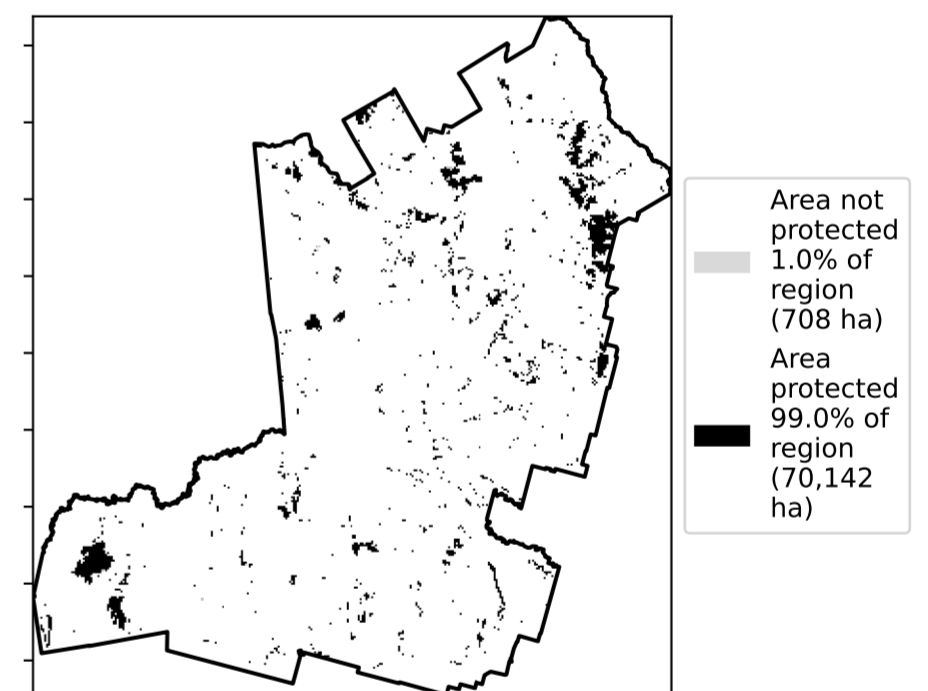 Area not
protected
1.0% of
region
(708 ha)
Area
protected
99.0% of
region
(70,142
ha)